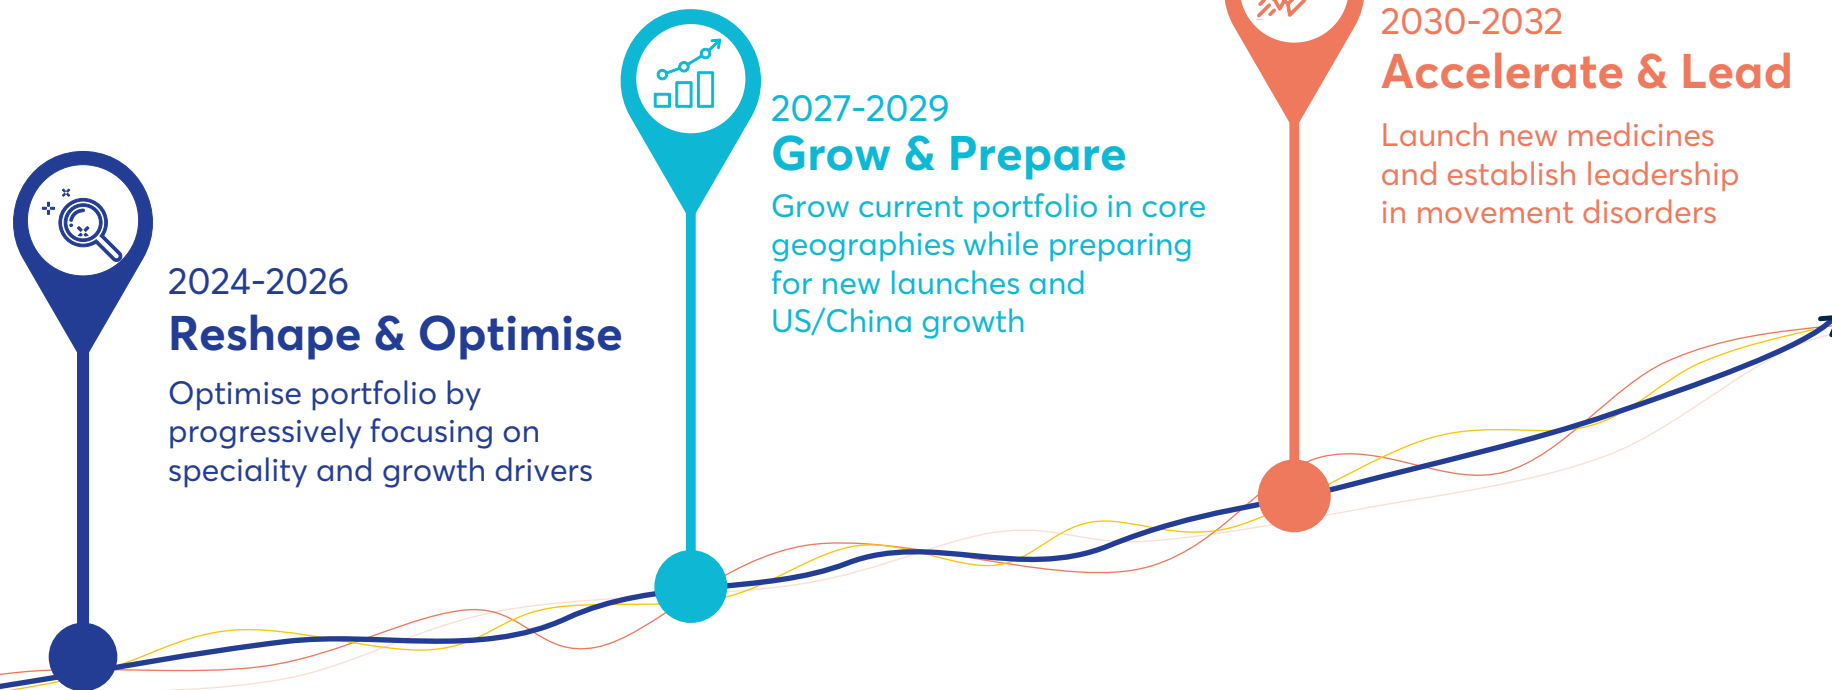 2024-2026
Reshape & Optimise
Optimise portfolio by
progressively focusing on
speciality and growth drivers
2027-2029
Grow & Prepare
Grow current portfolio in core
geographies while preparing
for new launches and
US/China growth
2030-2032
Accelerate & Lead
Launch new medicines
and establish leadership
in movement disorders